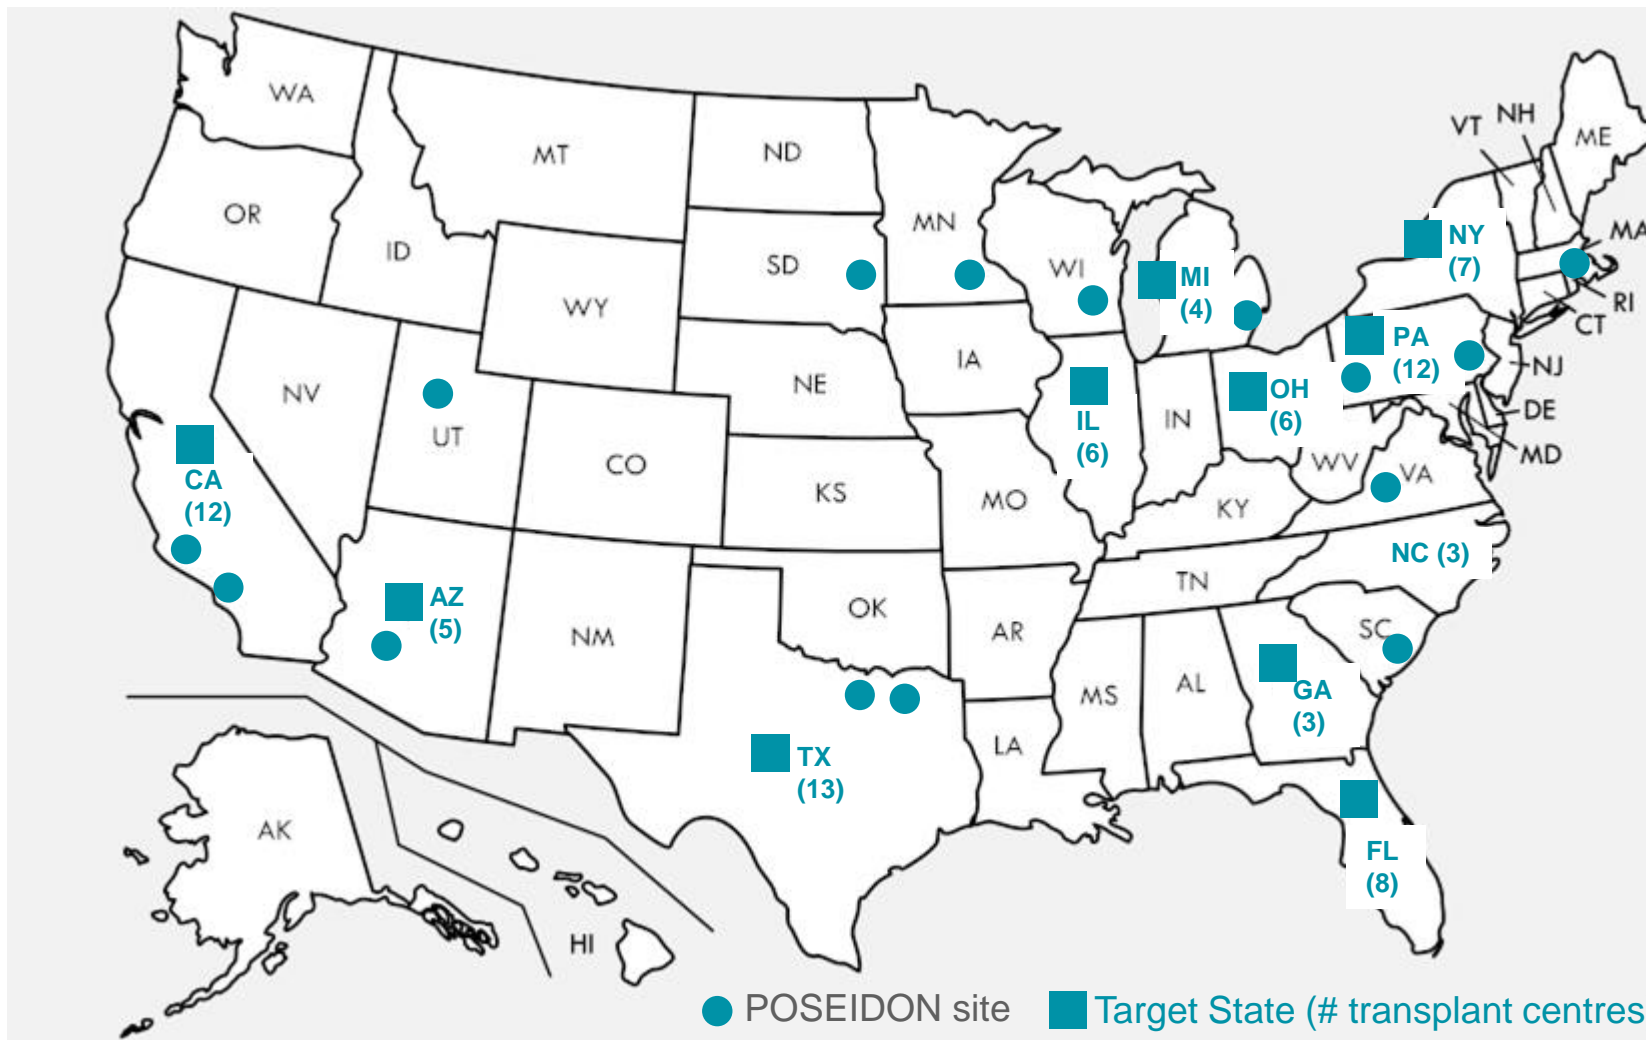 WA
MT
ND
MN
VT
NH
ME
OR
ID
SD
WI
MI
(4)
NY
(7)
MA
WY
RI
CT
IA
PA
(12)
NJ
NV
NE
IL
(6)
IN
OH
(6)
DE
UT
CO
KS
MO
WV
VA
MD
CA
(12)
KY
NC (3)
AZ
(5)
NM
OK
AR
TN
SC
MS
AL
GA
(3)
TX
(13)
LA
FL
(8)
AK
HI
POSEIDON site
Target State (# transplant centres